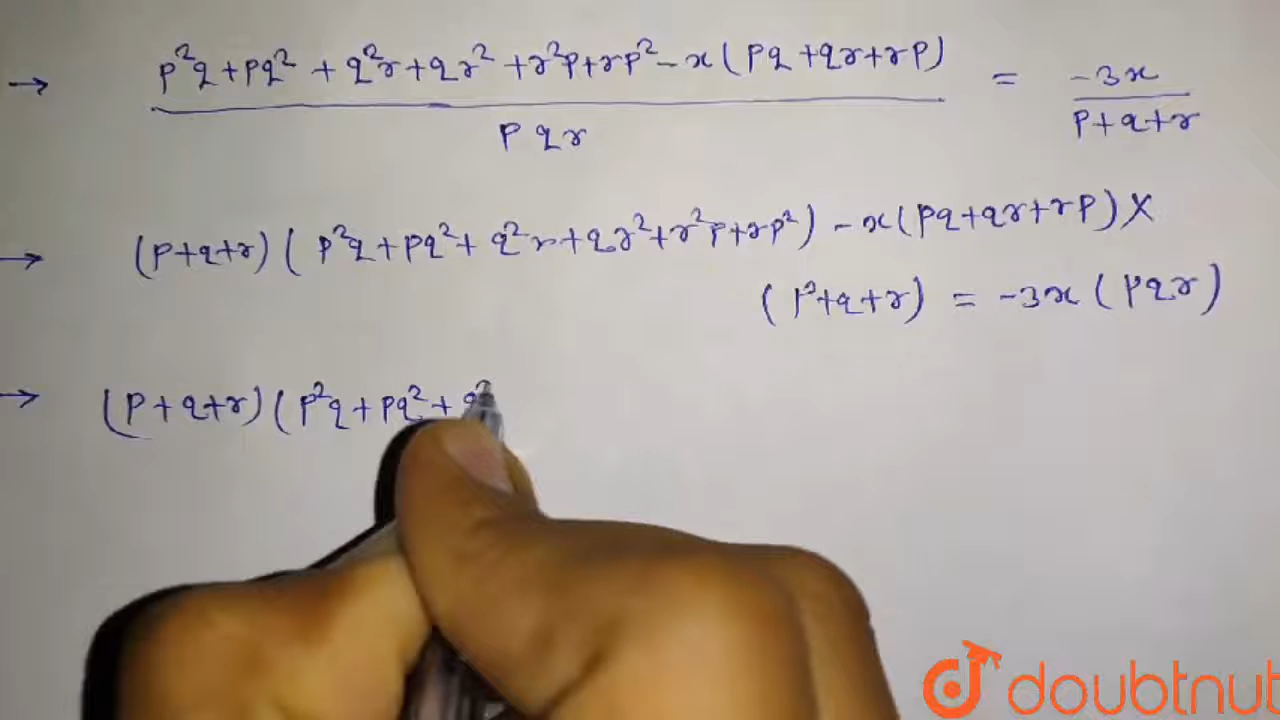 → p²q+pq² + q²r+qr² + r²p+rp² - x(pq+qr+rp) / pqr = -3x / p+q+r
→ (p+q+r)( p²q+pq²+ q²r+qr²+r²p+rp²) - x(pq+qr+rp)×
(p+q+r) = -3x(pqr)
→ (p+q+r)(p²q+pq²+q²
doubtnut